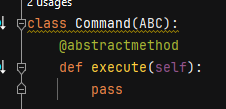 2 usages
class Command(ABC):
    @abstractmethod
    def execute(self):
        pass